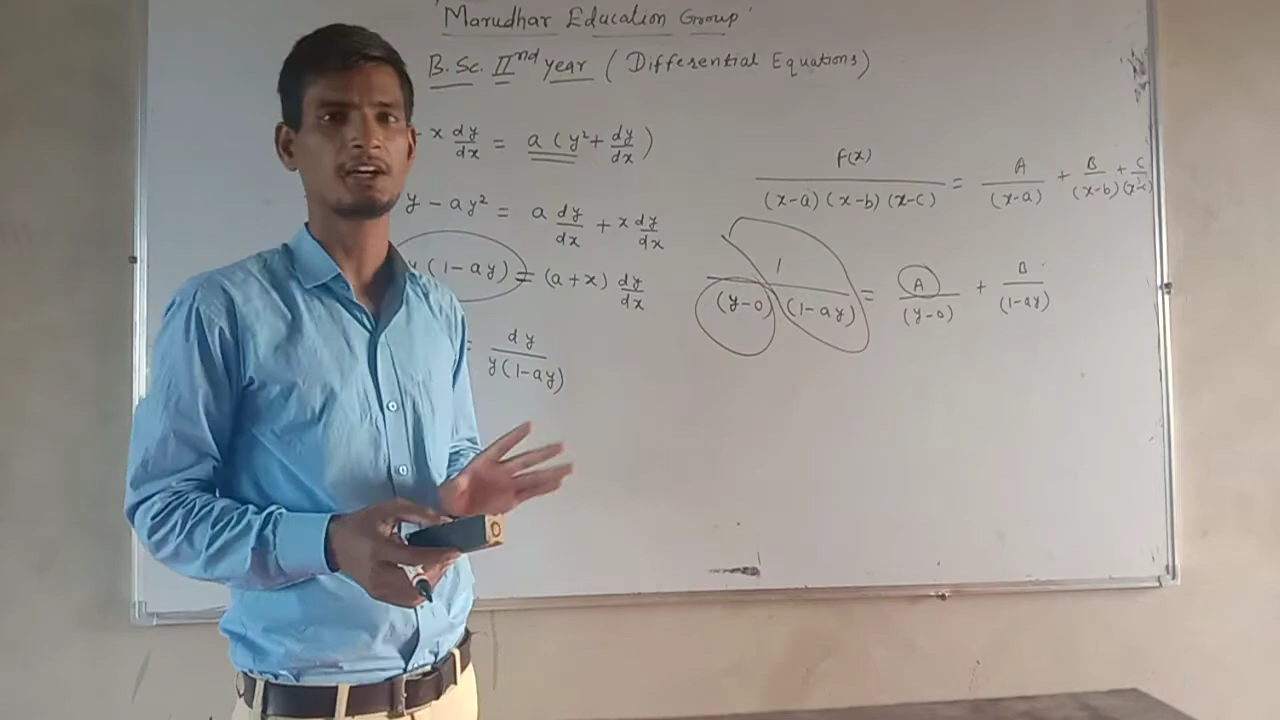 'Marudhar Education Group'
B.Sc. IInd year ( Differential Equations)
- x dy/dx = a ( y² + dy/dx )
y - ay² = a dy/dx + x dy/dx
y ( 1 - ay ) = (a + x) dy/dx
= dy / y(1-ay)
f(x) / (x-a) (x-b) (x-c) = A / (x-a) + B / (x-b) + C / (x-c)
1 / (y-0) (1-ay) = A / (y-0) + B / (1-ay)
0